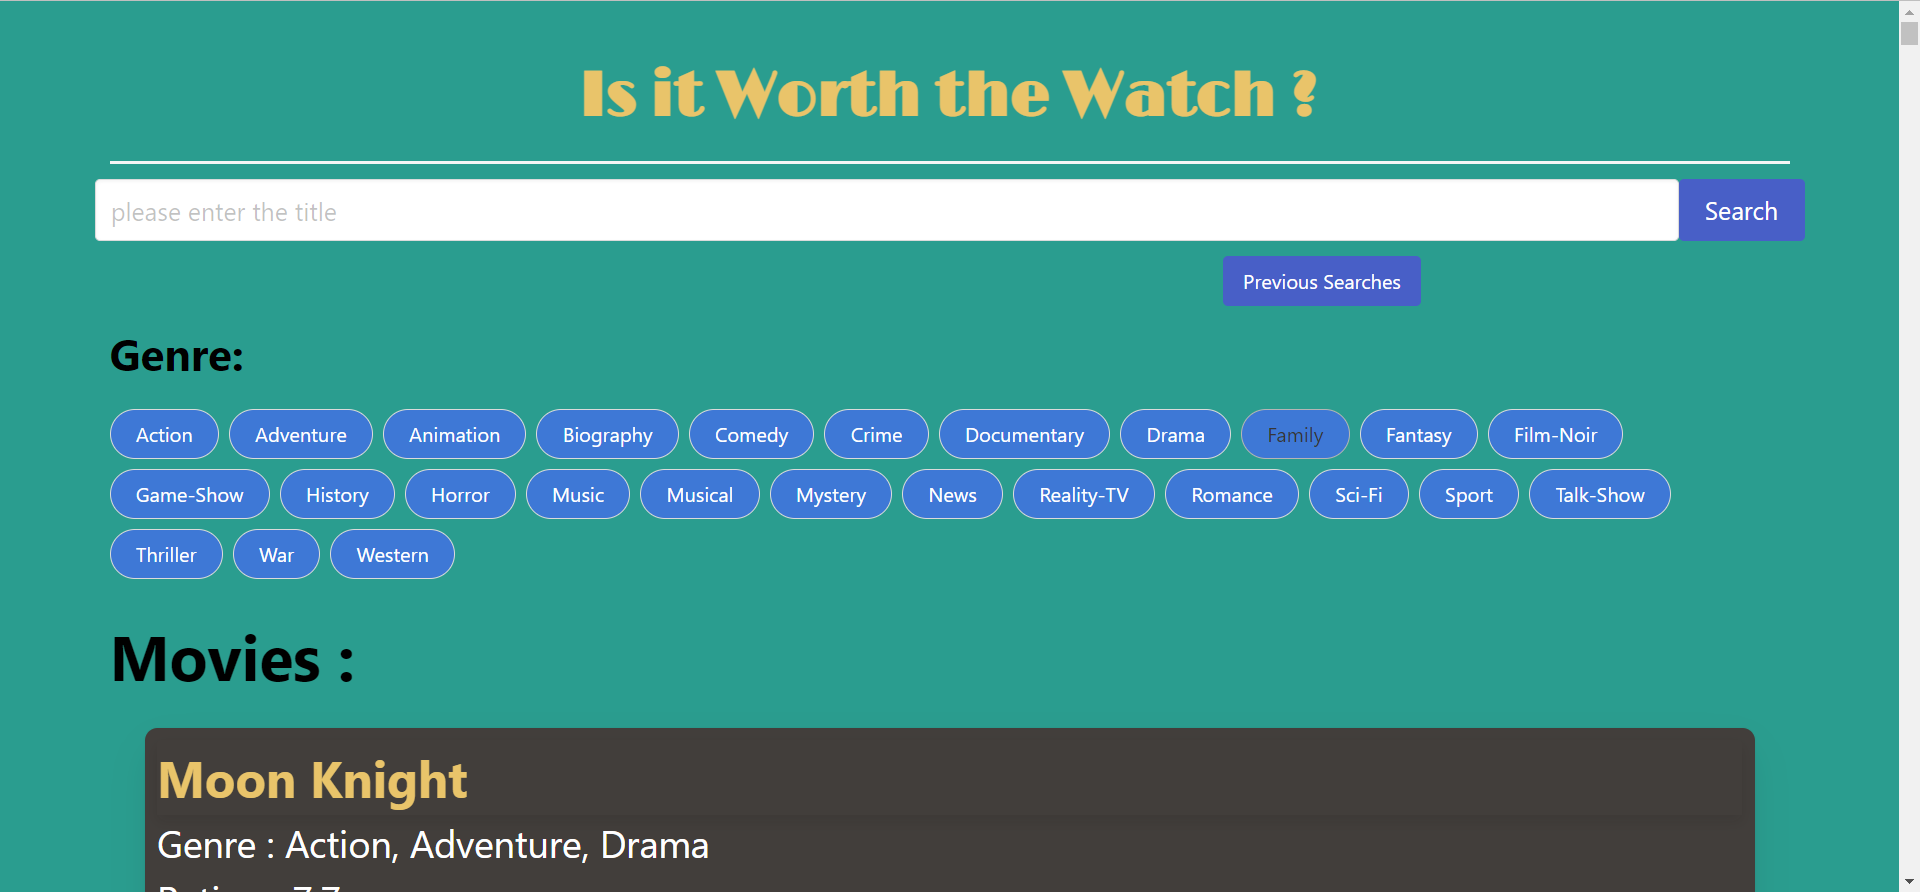 Is it Worth the Watch ?
please enter the title
Search
Previous Searches
Genre:
Action Adventure Animation Biography Comedy Crime Documentary Drama Family Fantasy Film-Noir
Game-Show History Horror Music Musical Mystery News Reality-TV Romance Sci-Fi Sport Talk-Show
Thriller War Western
Movies :
Moon Knight
Genre : Action, Adventure, Drama